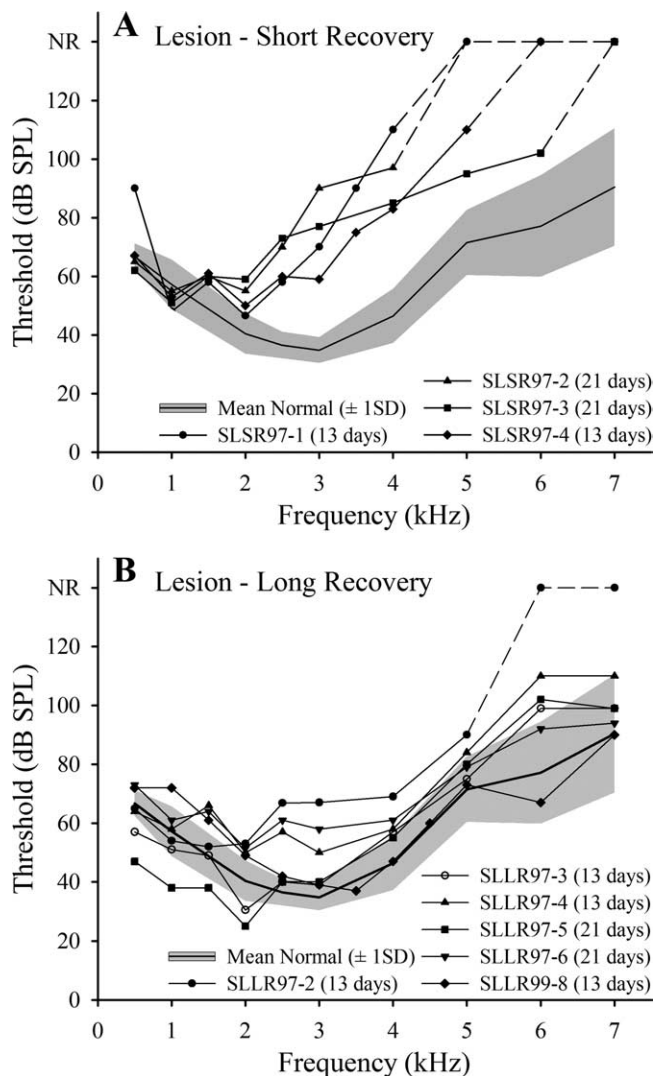 A Lesion - Short Recovery
NR
120
100
80
60
40
20
0
Threshold (dB SPL)
SLSR97-2 (21 days)
Mean Normal (± 1SD) SLSR97-3 (21 days)
SLSR97-1 (13 days) SLSR97-4 (13 days)
0 1 2 3 4 5 6 7
Frequency (kHz)
B Lesion - Long Recovery
NR
120
100
80
60
40
20
0
Threshold (dB SPL)
SLLR97-3 (13 days)
SLLR97-4 (13 days)
SLLR97-5 (21 days)
Mean Normal (± 1SD) SLLR97-6 (21 days)
SLLR97-2 (13 days) SLLR99-8 (13 days)
0 1 2 3 4 5 6 7
Frequency (kHz)